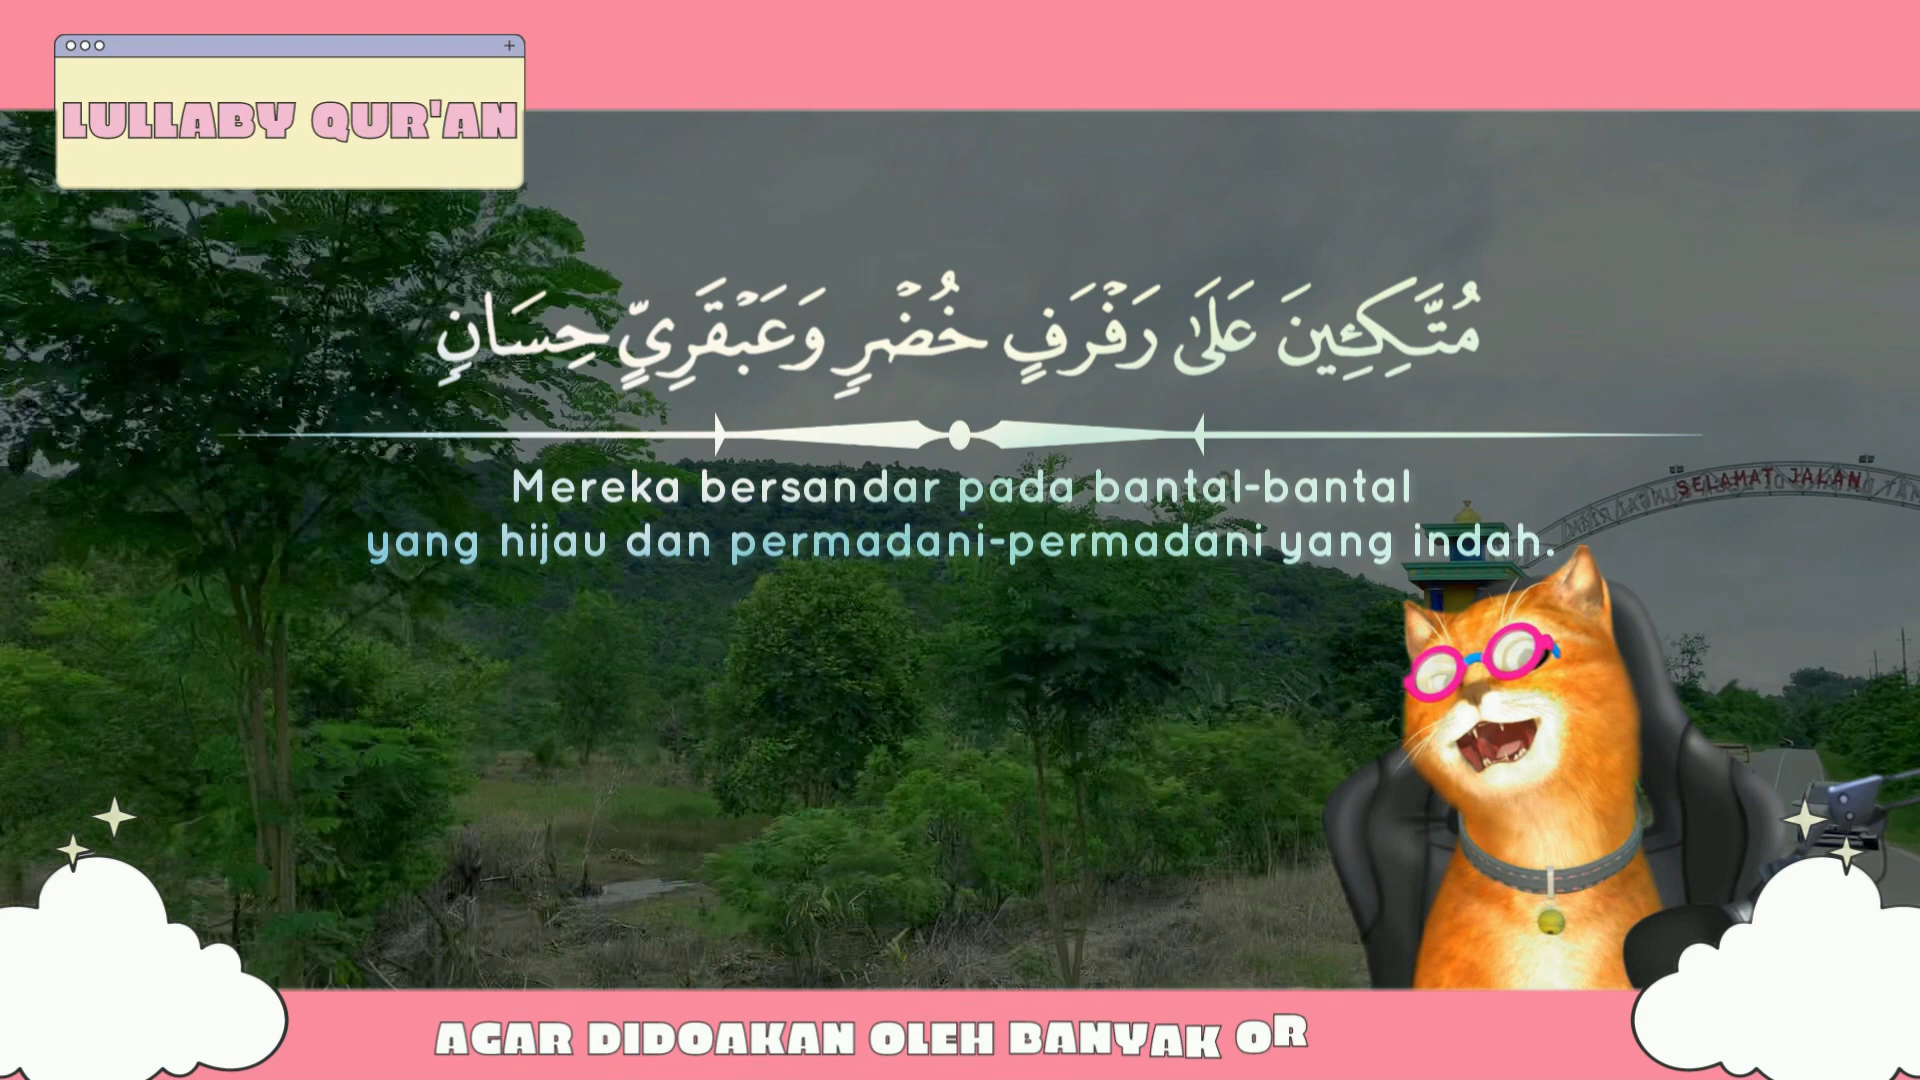 LULLABY QUR'AN
مُتَّكِـِٔينَ عَلَىٰ رَفْرَفٍ خُضْرٍ وَعَبْقَرِيٍّ حِسَانٍ
Mereka bersandar pada bantal-bantal
yang hijau dan permadani-permadani yang indah.
SELAMAT JALAN
AGAR DIDOAKAN OLEH BANYAK OR